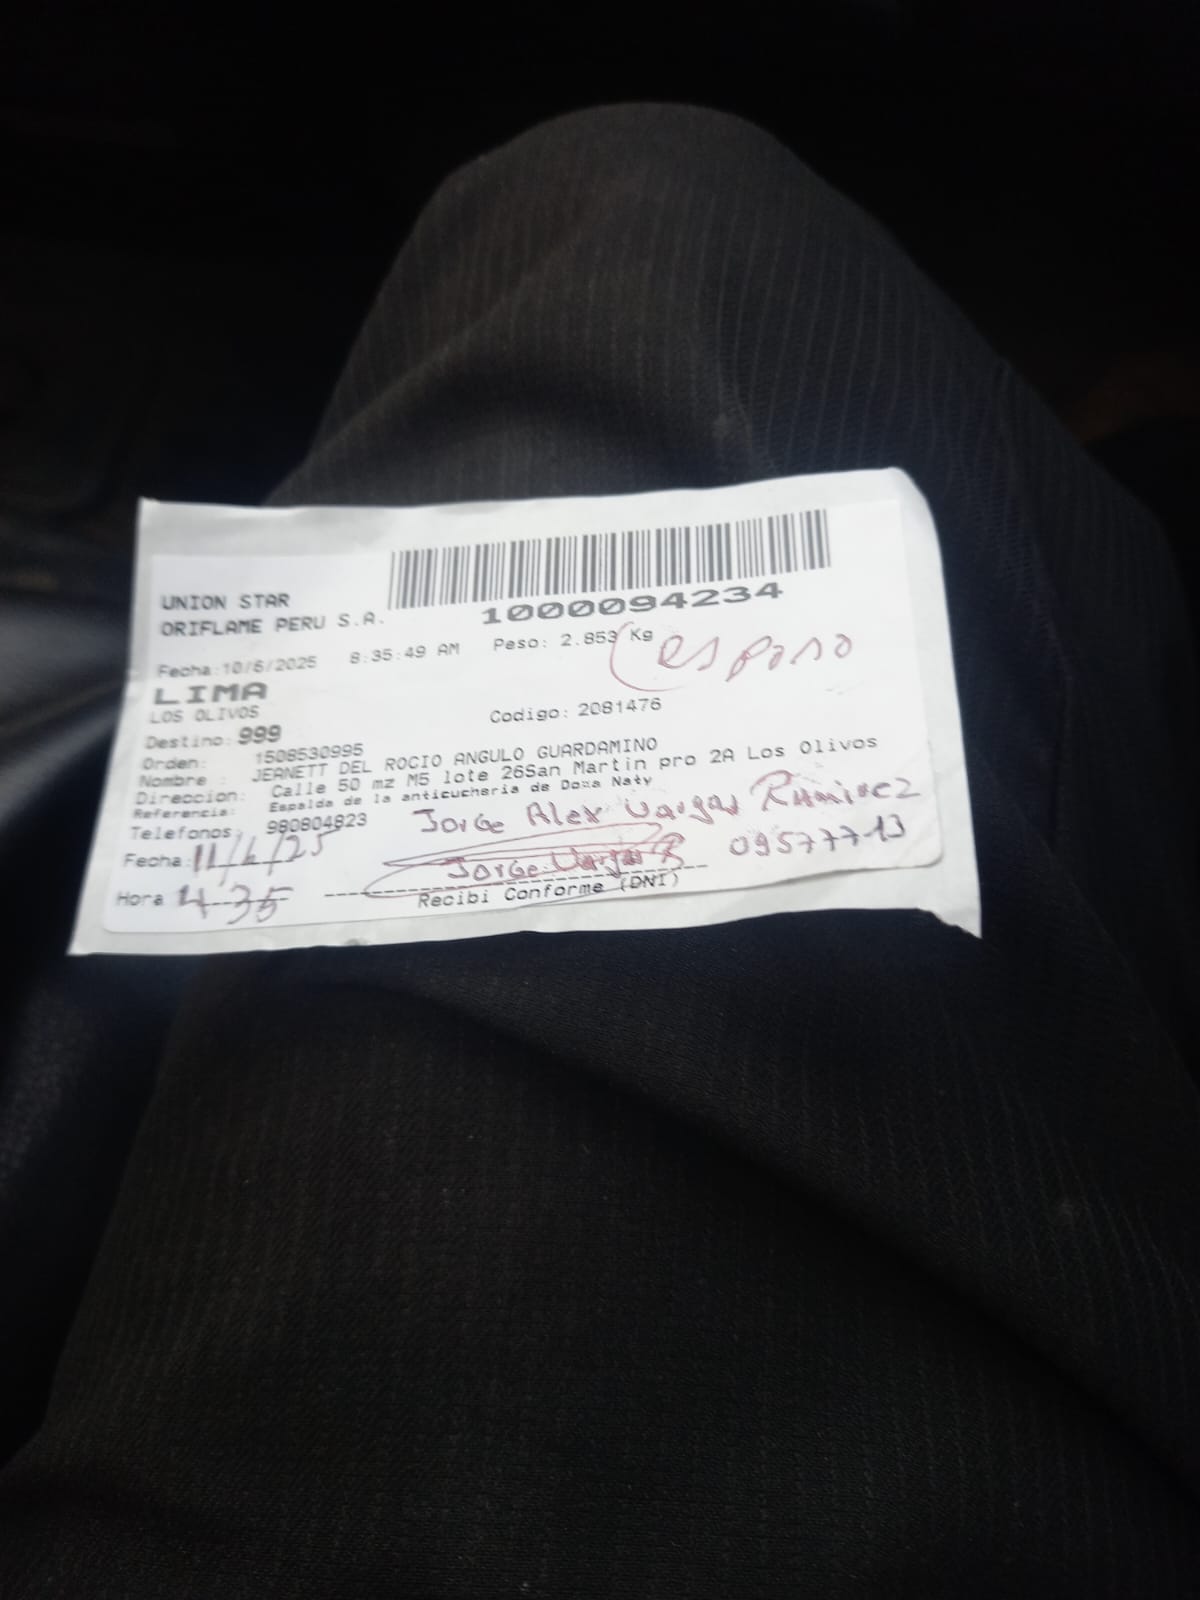 UNION STAR
ORIFLAME PERU S.A.
1000094234
Fecha:10/6/2025 8:35:49 AM Peso: 2.853 Kg
(esposo
LIMA
LOS OLIVOS
Codigo: 2081476
Destino: 999
Orden: 1508530995
Nombre : JEANETT DEL ROCIO ANGULO GUARDAMINO
Direccion: Calle 50 mz M5 lote 26San Martin pro 2A Los Olivos
Referencia: Espalda de la anticucheria de Doxa Naty
Telefonos: 980804823
Jorge Alex Vargas Ramirez
Fecha: 11/6/25
Jorge Vargas R 09577713
Hora 4-35
Recibi Conforme (DNI)